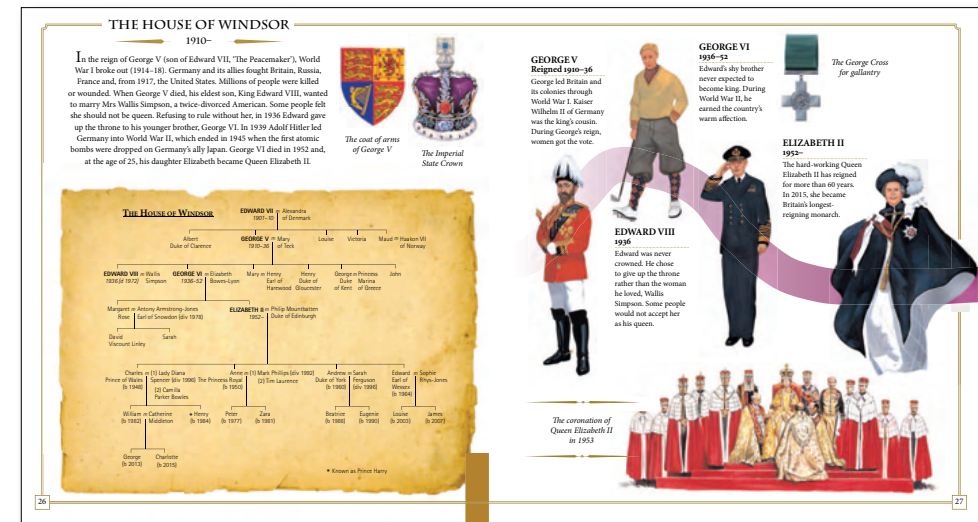 THE HOUSE OF WINDSOR
1910–
In the reign of George V (son of Edward VII, ‘The Peacemaker’), World
War I broke out (1914–18). Germany and its allies fought Britain, Russia,
France and, from 1917, the United States. Millions of people were killed
or wounded. When George V died, his eldest son, King Edward VIII, wanted
to marry Mrs Wallis Simpson, a twice-divorced American. Some people felt
she should not be queen. Refusing to rule without her, in 1936 Edward gave
up the throne to his younger brother, George VI. In 1939 Adolf Hitler led
Germany into World War II, which ended in 1945 when the first atomic
bombs were dropped on Germany’s ally Japan. George VI died in 1952 and,
at the age of 25, his daughter Elizabeth became Queen Elizabeth II.
The coat of arms
of George V
The Imperial
State Crown
THE HOUSE OF WINDSOR
EDWARD VII = Alexandra
1901–10 of Denmark
Albert
Duke of Clarence
GEORGE V = Mary
1910–36 of Teck
Louise
Victoria
Maud = Haakon VII
of Norway
EDWARD VIII = Wallis
1936 (d 1972) Simpson
GEORGE VI = Elizabeth
1936–52 Bowes-Lyon
Mary = Henry
Earl of
Harewood
Henry
Duke of
Gloucester
George = Princess
Duke Marina
of Kent of Greece
John
Margaret = Antony Armstrong-Jones
Rose Earl of Snowdon (div 1978)
ELIZABETH II = Philip Mountbatten
1952– Duke of Edinburgh
David
Viscount Linley
Sarah
Charles = (1) Lady Diana
Prince of Wales Spencer (div 1996)
(b 1948) (2) Camilla
Parker Bowles
Anne = (1) Mark Phillips (div 1992)
The Princess Royal (2) Tim Laurence
(b 1950)
Andrew = Sarah
Duke of York Ferguson
(b 1960) (div 1996)
Edward = Sophie
Earl of Rhys-Jones
Wessex
(b 1964)
William = Catherine
(b 1982) Middleton
* Henry
(b 1984)
Peter
(b 1977)
Zara
(b 1981)
Beatrice
(b 1988)
Eugenie
(b 1990)
Louise
(b 2003)
James
(b 2007)
George
(b 2013)
Charlotte
(b 2015)
* Known as Prince Harry
26
GEORGE V
Reigned 1910–36
George led Britain and
its colonies through
World War I. Kaiser
Wilhelm II of Germany
was the king’s cousin.
During George’s reign,
women got the vote.
EDWARD VIII
1936
Edward was never
crowned. He chose
to give up the throne
rather than the woman
he loved, Wallis
Simpson. Some people
would not accept her
as his queen.
GEORGE VI
1936–52
Edward’s shy brother
never expected to
become king. During
World War II, he
earned the country’s
warm affection.
The George Cross
for gallantry
ELIZABETH II
1952–
The hard-working Queen
Elizabeth II has reigned
for more than 60 years.
In 2015, she became
Britain’s longest-
reigning monarch.
The coronation of
Queen Elizabeth II
in 1953
27